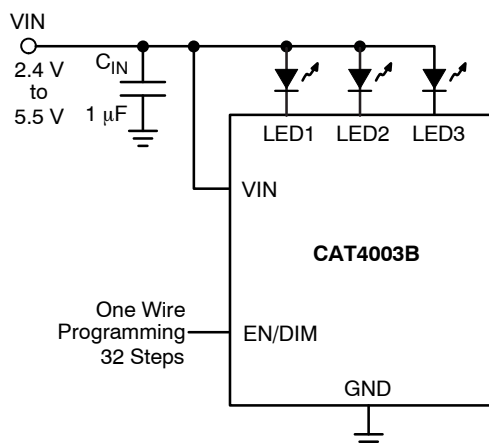 VIN
2.4 V
to
5.5 V
CIN
1 μF
LED1 LED2 LED3
VIN
CAT4003B
One Wire
Programming
32 Steps
EN/DIM
GND